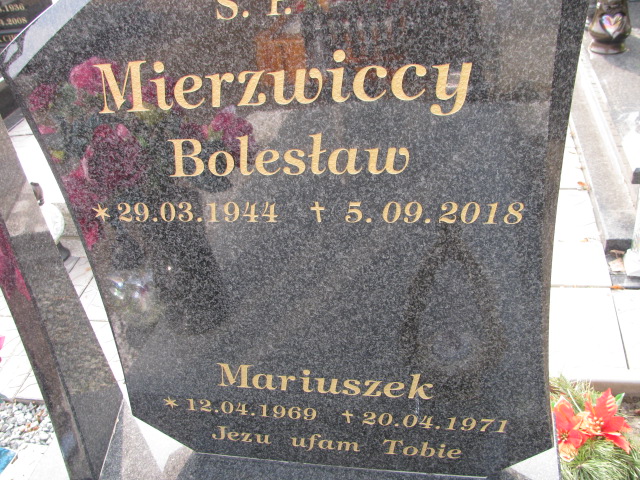 Ś. P.
Mierzwiccy
Bolesław
* 29.03.1944 † 5.09.2018
Mariuszek
* 12.04.1969 † 20.04.1971
Jezu ufam Tobie